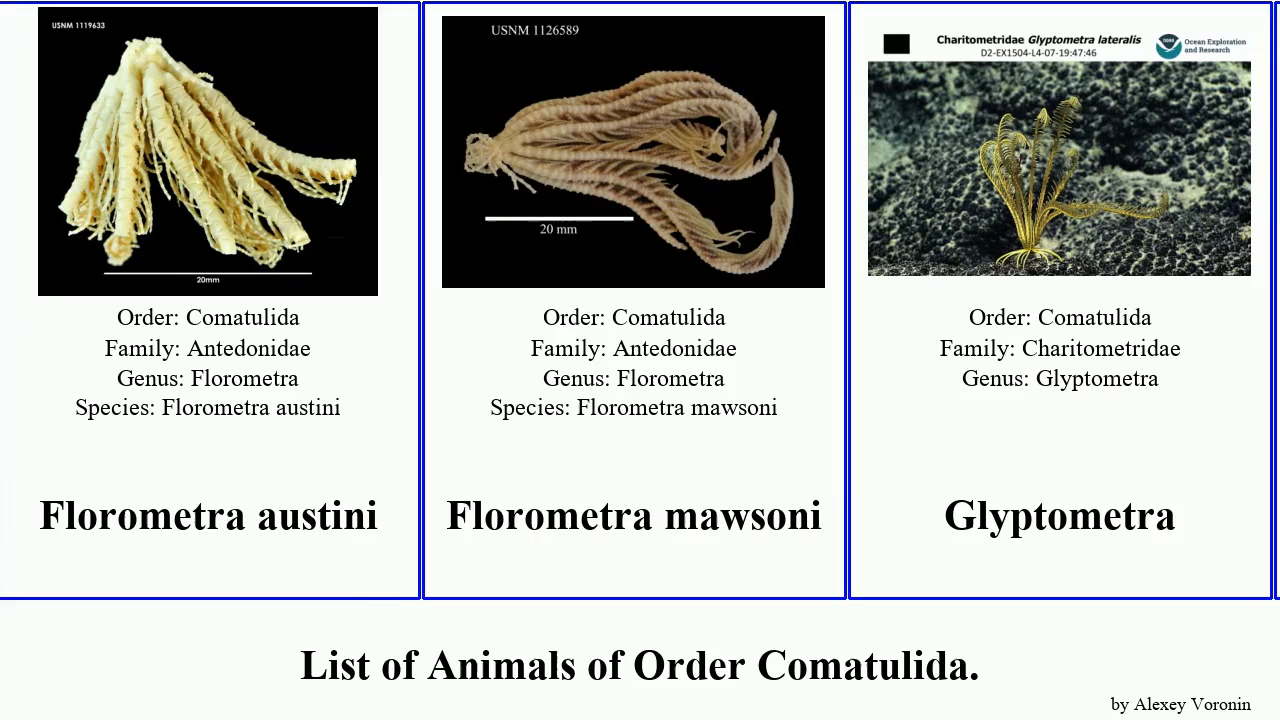 USNM 1119633
20mm
Order: Comatulida
Family: Antedonidae
Genus: Florometra
Species: Florometra austini
Florometra austini
USNM 1126589
20 mm
Order: Comatulida
Family: Antedonidae
Genus: Florometra
Species: Florometra mawsoni
Florometra mawsoni
Charitometridae Glyptometra lateralis
D2-EX1504-L4-07-19:47:46
NOAA
Ocean Exploration
and Research
Order: Comatulida
Family: Charitometridae
Genus: Glyptometra
Glyptometra
List of Animals of Order Comatulida.
by Alexey Voronin